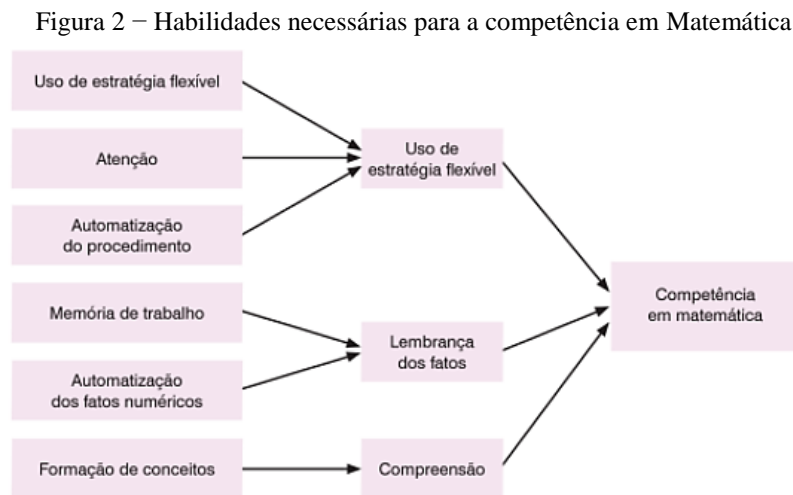 Figura 2 − Habilidades necessárias para a competência em Matemática
Uso de estratégia flexível
Atenção
Automatização
do procedimento
Memória de trabalho
Automatização
dos fatos numéricos
Formação de conceitos
Uso de
estratégia flexível
Lembrança
dos fatos
Compreensão
Competência
em matemática